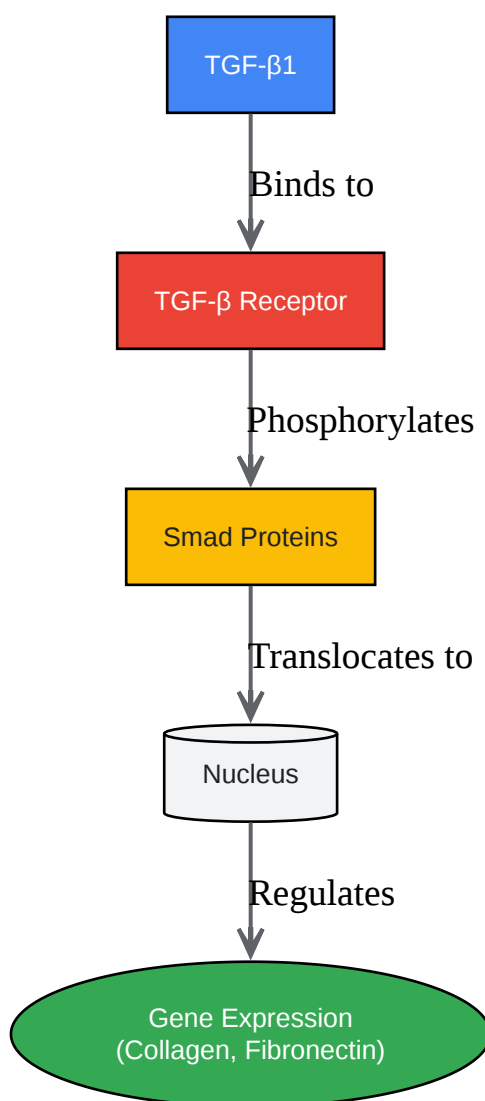 TGF-β1
Binds to
TGF-β Receptor
Phosphorylates
Smad Proteins
Translocates to
Nucleus
Regulates
Gene Expression
(Collagen, Fibronectin)